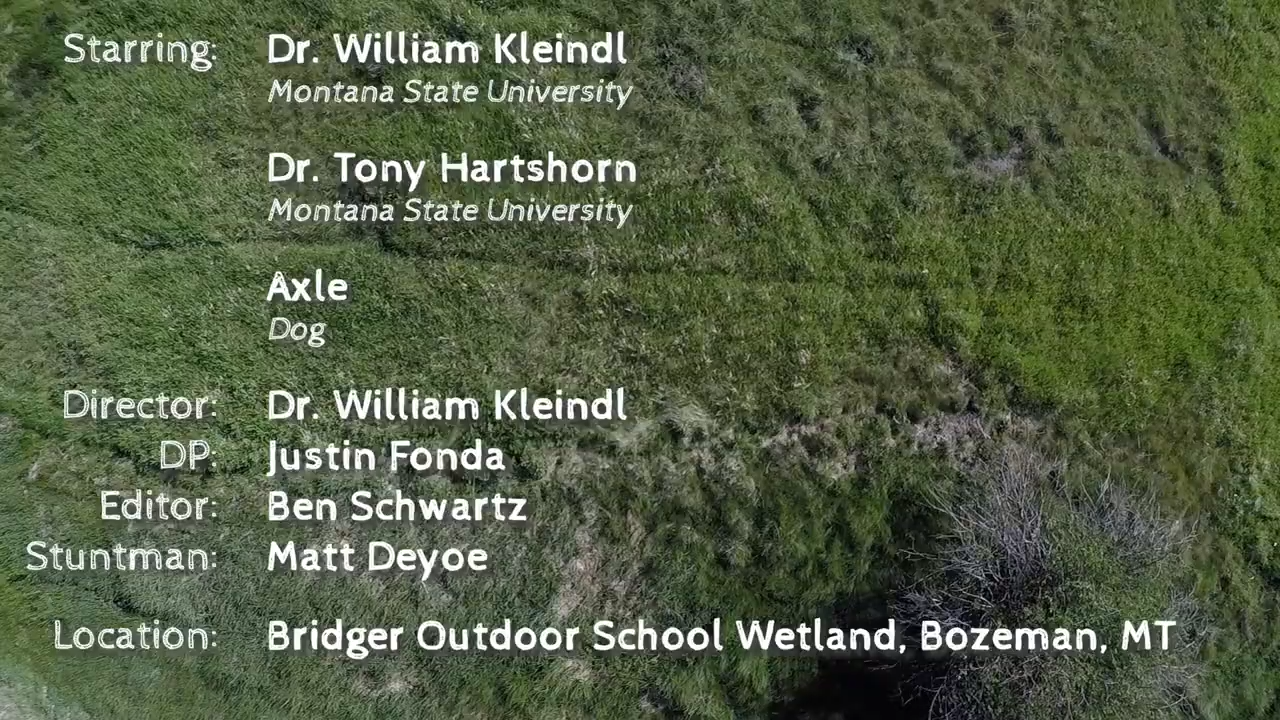 Starring: Dr. William Kleindl
Montana State University
Dr. Tony Hartshorn
Montana State University
Axle
Dog
Director: Dr. William Kleindl
DP: Justin Fonda
Editor: Ben Schwartz
Stuntman: Matt Deyoe
Location: Bridger Outdoor School Wetland, Bozeman, MT